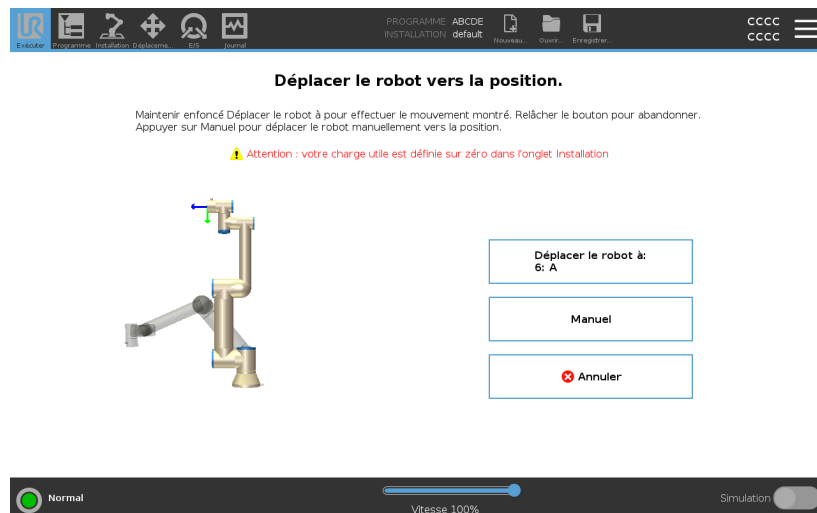 PROGRAMME ABCDE
INSTALLATION default
Exécuter Programme Installation Déplaceme... E/S Journal
Nouveau... Ouvrir... Enregistrer...
CCCC
CCCC
Déplacer le robot vers la position.
Maintenir enfoncé Déplacer le robot à pour effectuer le mouvement montré. Relâcher le bouton pour abandonner.
Appuyer sur Manuel pour déplacer le robot manuellement vers la position.
Attention : votre charge utile est définie sur zéro dans l'onglet Installation
Déplacer le robot à:
6: A
Manuel
Annuler
Normal
Vitesse 100%
Simulation